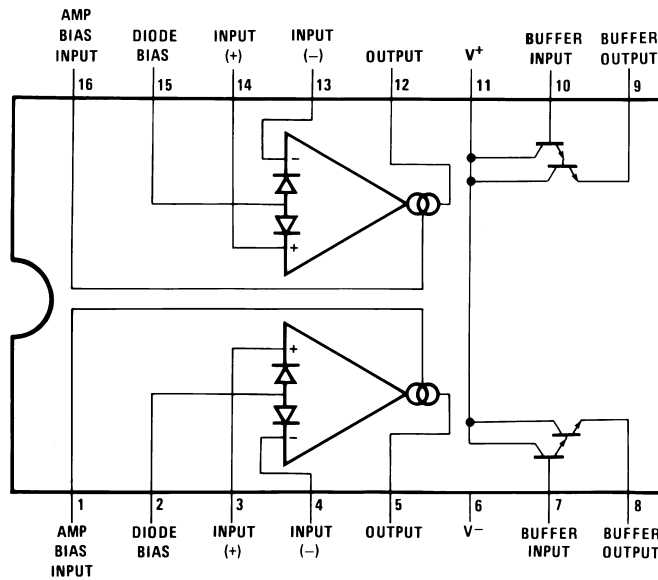 AMP
BIAS
INPUT
DIODE
BIAS
INPUT
(+)
INPUT
(−)
OUTPUT
V+
BUFFER
INPUT
BUFFER
OUTPUT
16 15 14 13 12 11 10 9
−
+
+
−
1 2 3 4 5 6 7 8
AMP
BIAS
INPUT
DIODE
BIAS
INPUT
(+)
INPUT
(−)
OUTPUT
V−
BUFFER
INPUT
BUFFER
OUTPUT